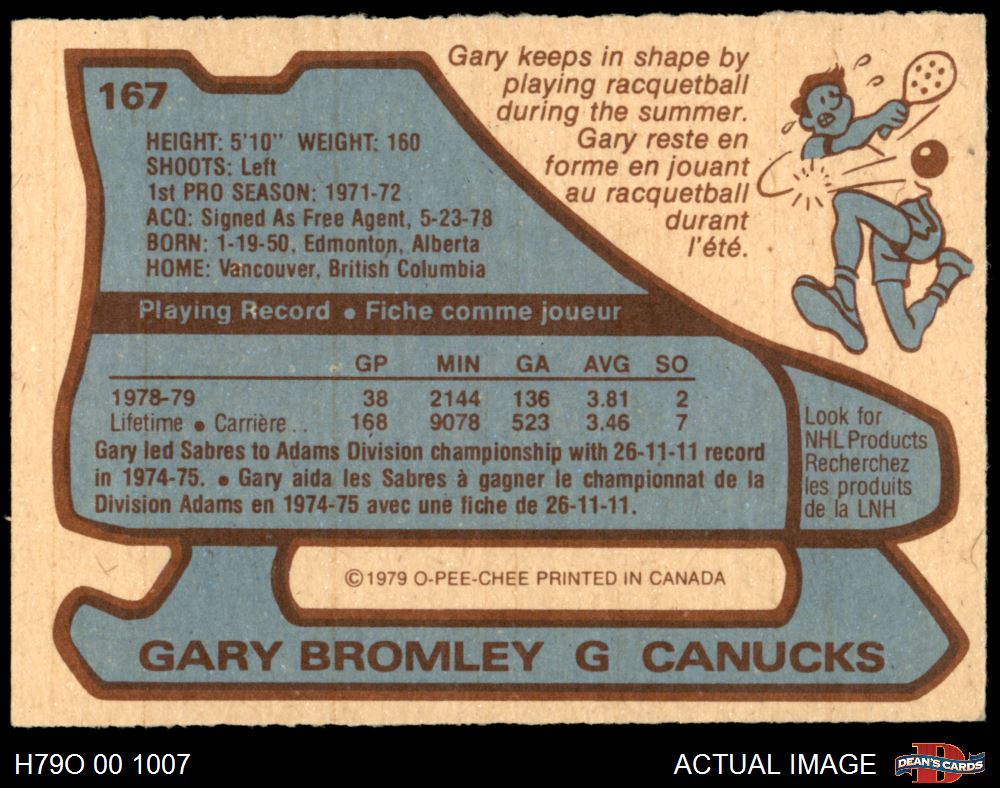 167
HEIGHT: 5'10" WEIGHT: 160
SHOOTS: Left
1st PRO SEASON: 1971-72
ACQ: Signed As Free Agent, 5-23-78
BORN: 1-19-50, Edmonton, Alberta
HOME: Vancouver, British Columbia
Gary keeps in shape by
playing racquetball
during the summer.
Gary reste en
forme en jouant
au racquetball
durant
l'été.
Playing Record • Fiche comme joueur
GP MIN GA AVG SO
1978-79 38 2144 136 3.81 2
Lifetime • Carrière.. 168 9078 523 3.46 7
Gary led Sabres to Adams Division championship with 26-11-11 record
in 1974-75. • Gary aida les Sabres à gagner le championnat de la
Division Adams en 1974-75 avec une fiche de 26-11-11.
Look for
NHL Products
Recherchez
les produits
de la LNH
©1979 O-PEE-CHEE PRINTED IN CANADA
GARY BROMLEY G CANUCKS
H79O 00 1007
ACTUAL IMAGE
D
DEAN'S CARDS